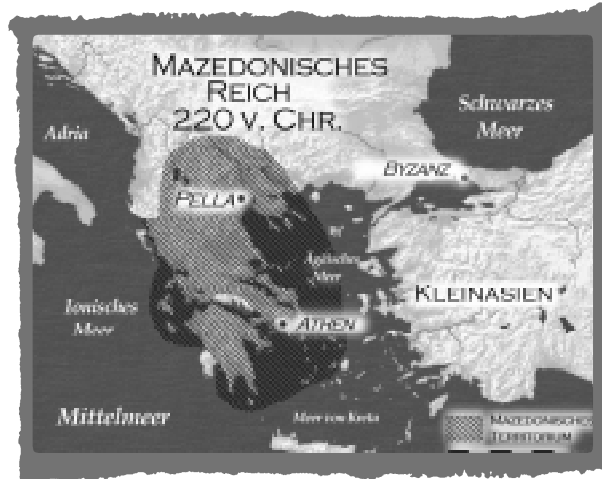 MAZEDONISCHES
REICH
220 V. CHR.
Schwarzes
Meer
Adria
BYZANZ
PELLA
Ägäisches
Meer
KLEINASIEN
Ionisches
Meer
ATHEN
Mittelmeer
Meer von Kreta
MAZEDONISCHES
TERRITORIUM